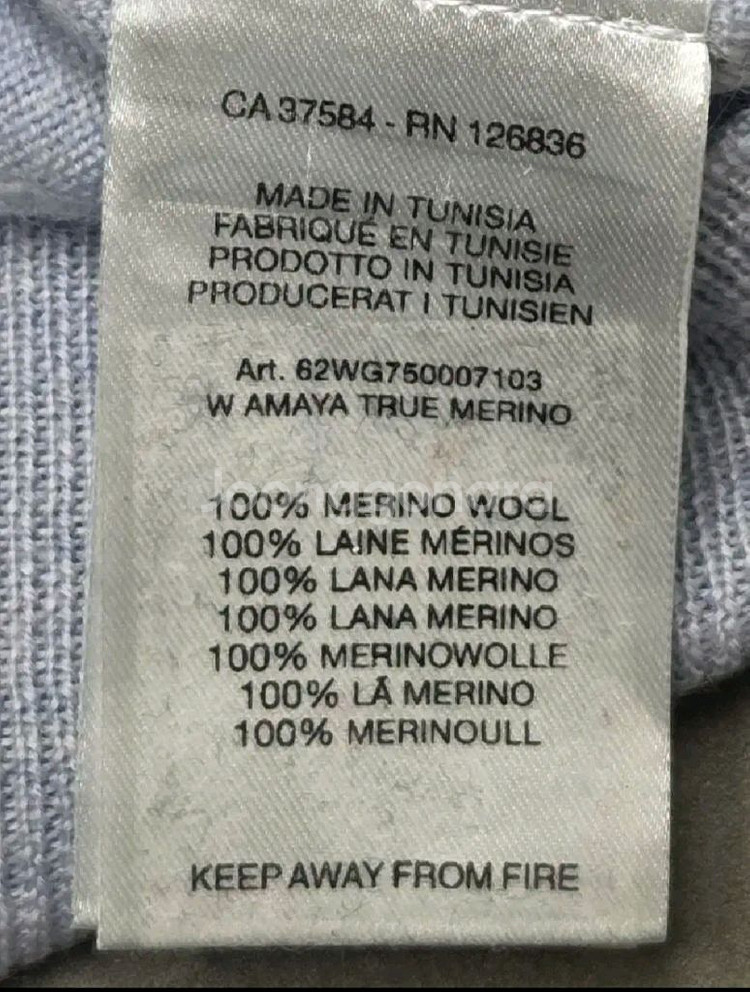 CA 37584 - RN 126836
MADE IN TUNISIA
FABRIQUÉ EN TUNISIE
PRODOTTO IN TUNISIA
PRODUCERAT I TUNISIEN
Art. 62WG750007103
W AMAYA TRUE MERINO
100% MERINO WOOL
100% LAINE MÉRINOS
100% LANA MERINO
100% LANA MERINO
100% MERINOWOLLE
100% LÃ MERINO
100% MERINOULL
KEEP AWAY FROM FIRE